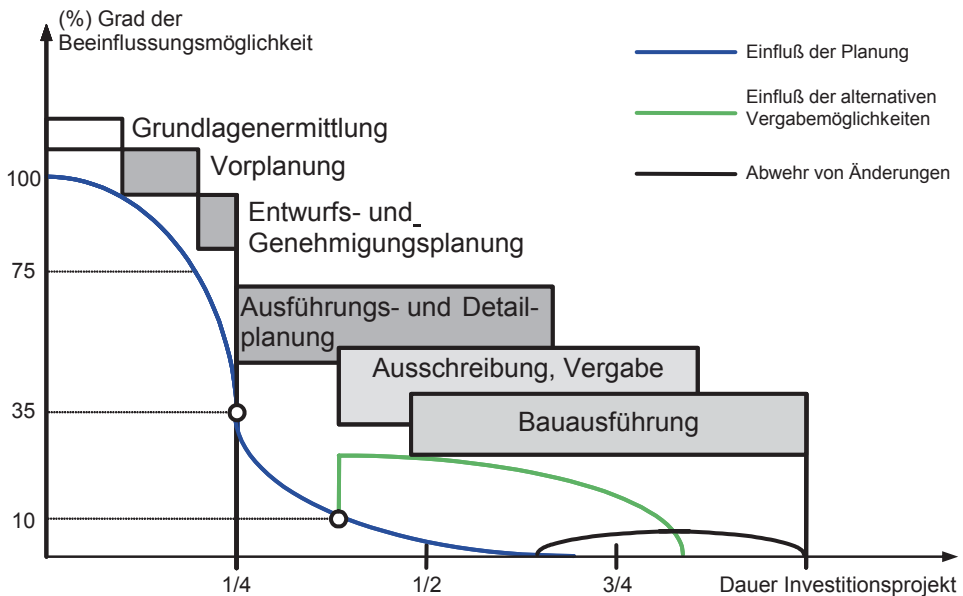 (%) Grad der
Beeinflussungsmöglichkeit
Einfluß der Planung
Einfluß der alternativen
Vergabemöglichkeiten
Abwehr von Änderungen
Grundlagenermittlung
Vorplanung
100
Entwurfs- und
Genehmigungsplanung
75
Ausführungs- und Detail-
planung
Ausschreibung, Vergabe
35
Bauausführung
10
1/4
1/2
3/4
Dauer Investitionsprojekt